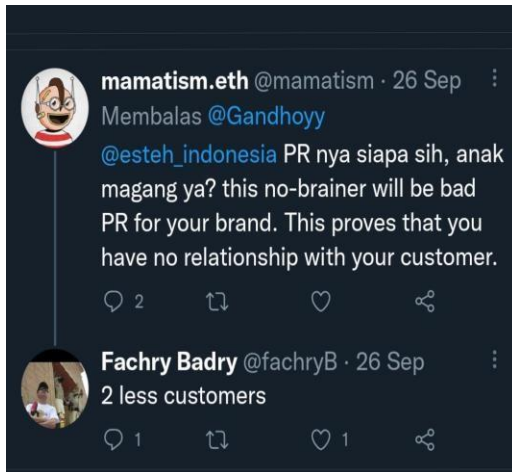 mamatism.eth @mamatism · 26 Sep
Membalas @Gandhoyy
@esteh_indonesia PR nya siapa sih, anak
magang ya? this no-brainer will be bad
PR for your brand. This proves that you
have no relationship with your customer.
2
Fachry Badry @fachryB · 26 Sep
2 less customers
1 1